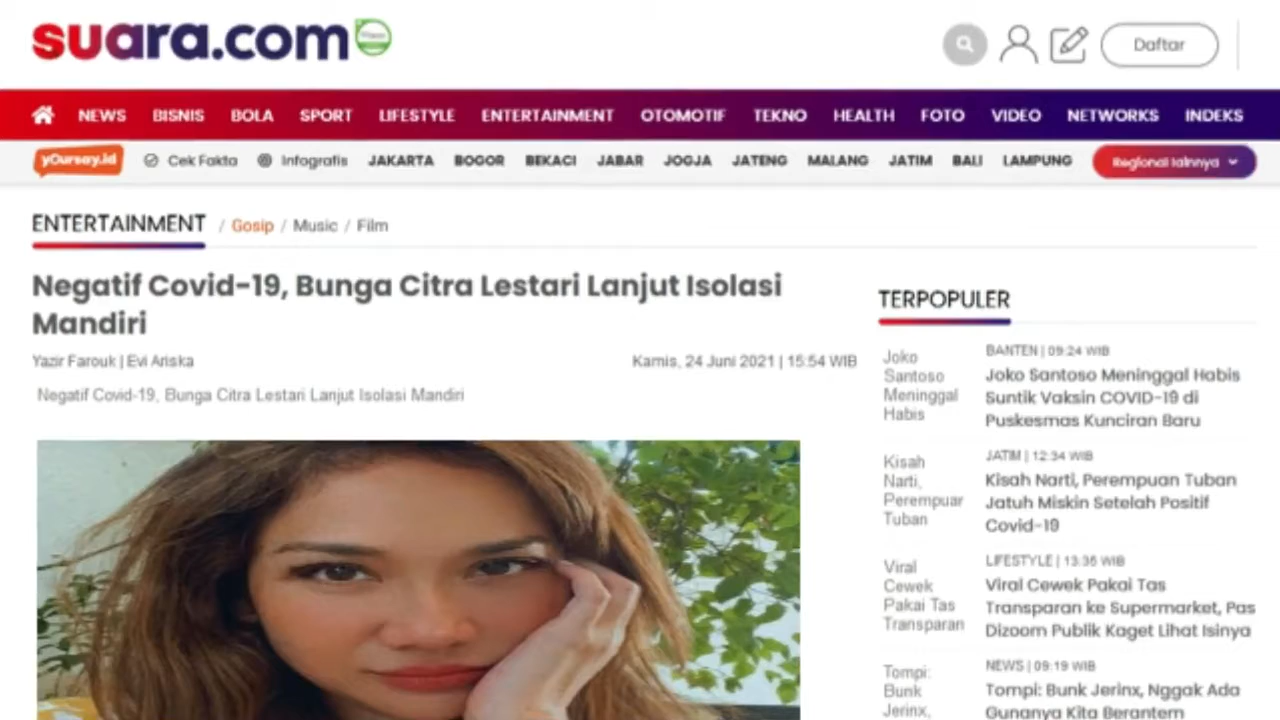 suara.com
Daftar
NEWS BISNIS BOLA SPORT LIFESTYLE ENTERTAINMENT OTOMOTIF TEKNO HEALTH FOTO VIDEO NETWORKS INDEKS
yOursay.id Cek Fakta Infografis JAKARTA BOGOR BEKACI JABAR JOGJA JATENG MALANG JATIM BALI LAMPUNG Regional lainnya
ENTERTAINMENT / Gosip / Music / Film
Negatif Covid-19, Bunga Citra Lestari Lanjut Isolasi
Mandiri
Yazir Farouk | Evi Ariska
Kamis, 24 Juni 2021 | 15:54 WIB
Negatif Covid-19, Bunga Citra Lestari Lanjut Isolasi Mandiri
TERPOPULER
Joko
Santoso
Meninggal
Habis
BANTEN | 09:24 WIB
Joko Santoso Meninggal Habis
Suntik Vaksin COVID-19 di
Puskesmas Kunciran Baru
Kisah
Narti,
Perempuar
Tuban
JATIM | 12:34 WIB
Kisah Narti, Perempuan Tuban
Jatuh Miskin Setelah Positif
Covid-19
Viral
Cewek
Pakai Tas
Transparan
LIFESTYLE | 13:35 WIB
Viral Cewek Pakai Tas
Transparan ke Supermarket, Pas
Dizoom Publik Kaget Lihat Isinya
Tompi:
Bunk
Jerinx,
NEWS | 09:19 WIB
Tompi: Bunk Jerinx, Nggak Ada
Gunanya Kita Berantem